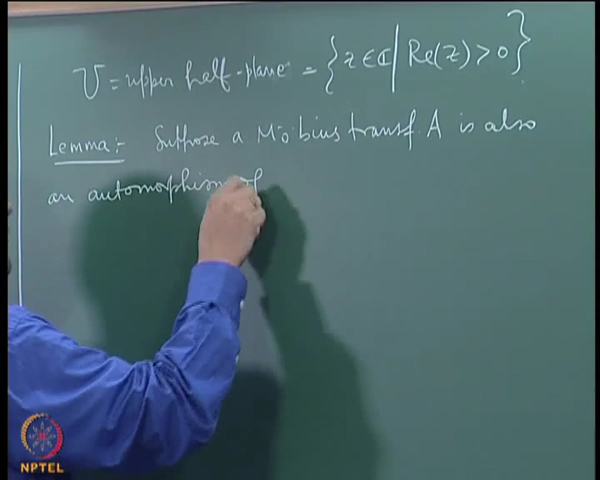 U = upper half-plane = {z ∈ ℂ | Re(z) > 0}
Lemma:- Suppose a Möbius transf. A is also
an automorphism of
NPTEL